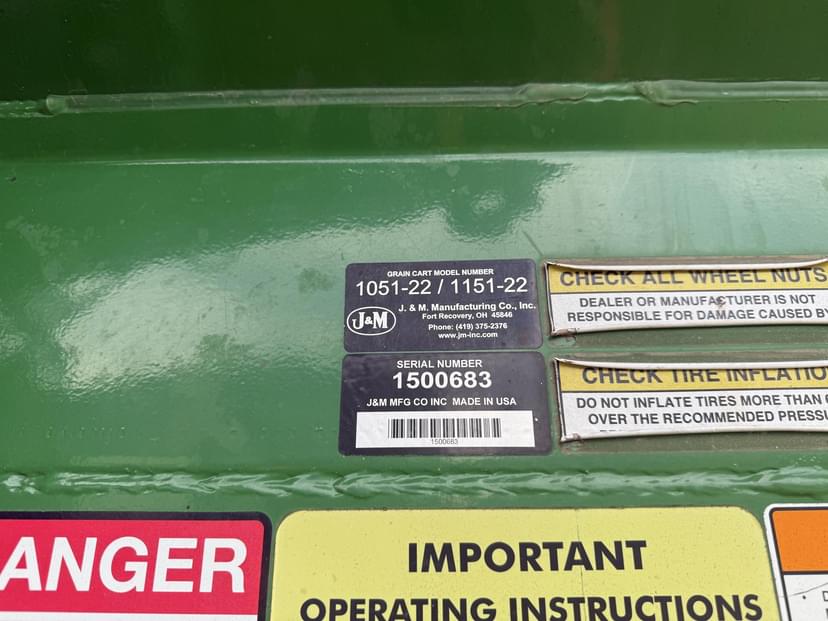 GRAIN CART MODEL NUMBER
1051-22 / 1151-22
J&M
J. & M. Manufacturing Co., Inc.
Fort Recovery, OH 45846
Phone: (419) 375-2376
www.jm-inc.com
SERIAL NUMBER
1500683
J&M MFG CO INC MADE IN USA
1500683
CHECK ALL WHEEL NUTS
DEALER OR MANUFACTURER IS NOT
RESPONSIBLE FOR DAMAGE CAUSED BY
CHECK TIRE INFLATIO
DO NOT INFLATE TIRES MORE THAN
OVER THE RECOMMENDED PRESSU
ANGER
IMPORTANT
OPERATING INSTRUCTIONS